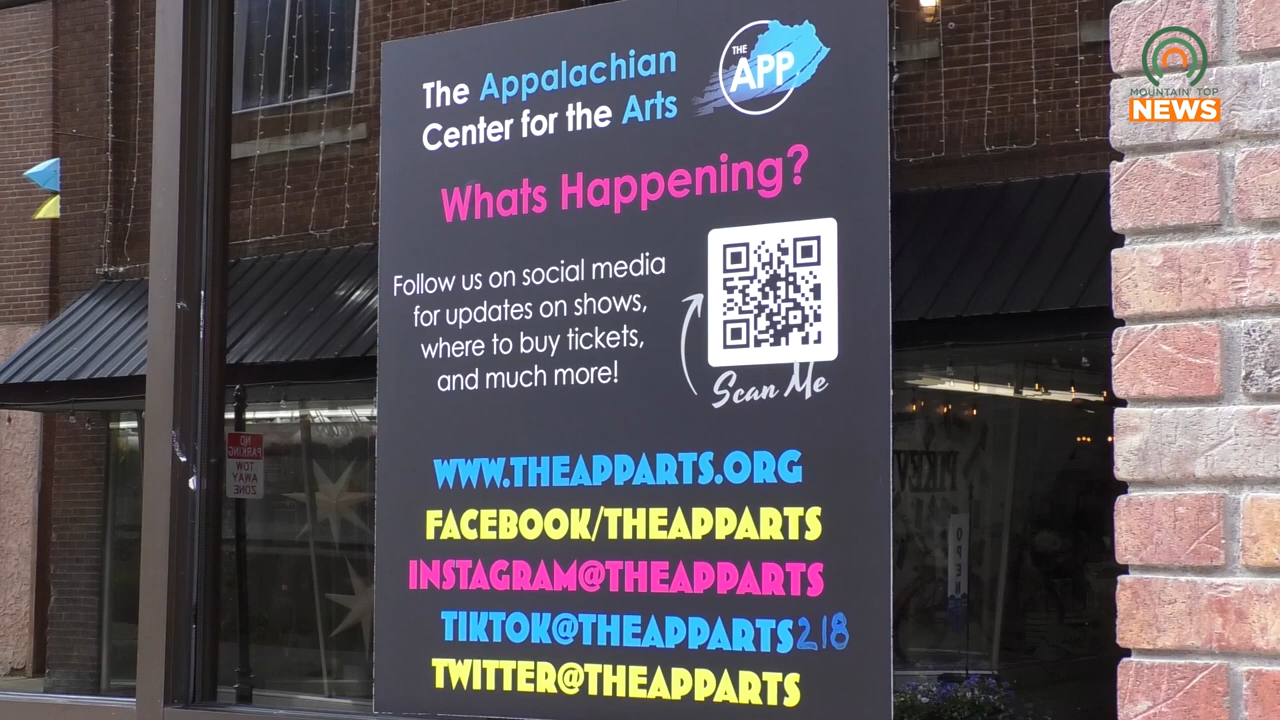 The Appalachian
Center for the Arts
THE
APP
Whats Happening?
Follow us on social media
for updates on shows,
where to buy tickets,
and much more!
Scan Me
WWW.THEAPPARTS.ORG
FACEBOOK/THEAPPARTS
INSTAGRAM@THEAPPARTS
TIKTOK@THEAPPARTS218
TWITTER@THEAPPARTS
MOUNTAIN TOP
NEWS
NO
PARKING
TOW
AWAY
ZONE
OPEN